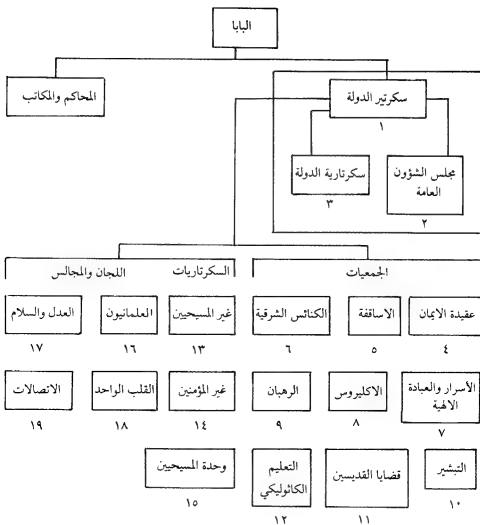 البابا
المحاكم والمكاتب
سكرتير الدولة
١
مجلس الشؤون
العامة
٢
سكرتارية الدولة
٣
الجمعيات
السكرتاريات
اللجان والمجالس
عقيدة الايمان
٤
الاساقفة
٥
الكنائس الشرقية
٦
غير المسيحيين
١٣
العلمانيون
١٦
العدل والسلام
١٧
الأسرار والعبادة
الالهية
٧
الاكليروس
٨
الرهبان
٩
غير المؤمنين
١٤
القلب الواحد
١٨
الاتصالات
١٩
التبشير
١٠
قضايا القديسين
١١
التعليم
الكاثوليكي
١٢
وحدة المسيحيين
١٥